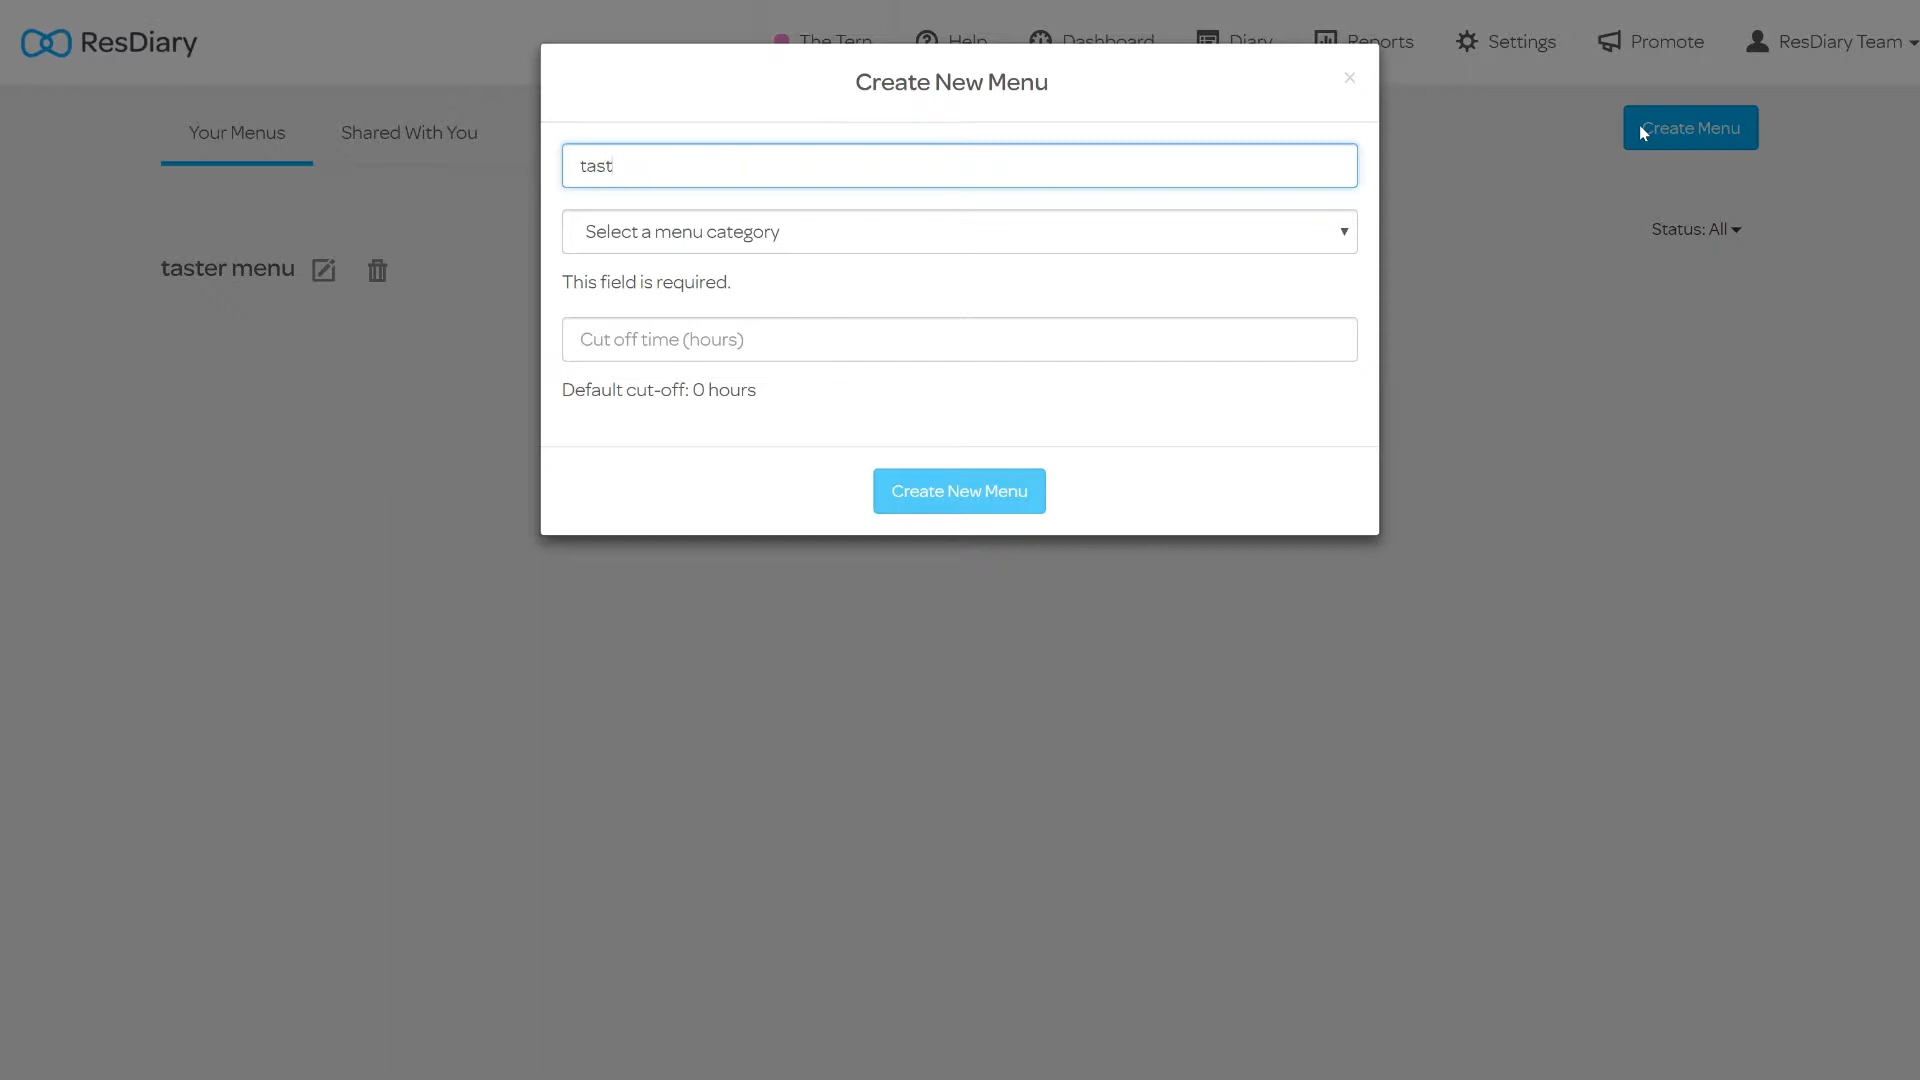 ResDiary
The Tern
Help
Dashboard
Diary
Reports
Settings
Promote
ResDiary Team
Create New Menu
×
Your Menus
Shared With You
Create Menu
tast
Select a menu category
Status: All
taster menu
This field is required.
Cut off time (hours)
Default cut-off: 0 hours
Create New Menu